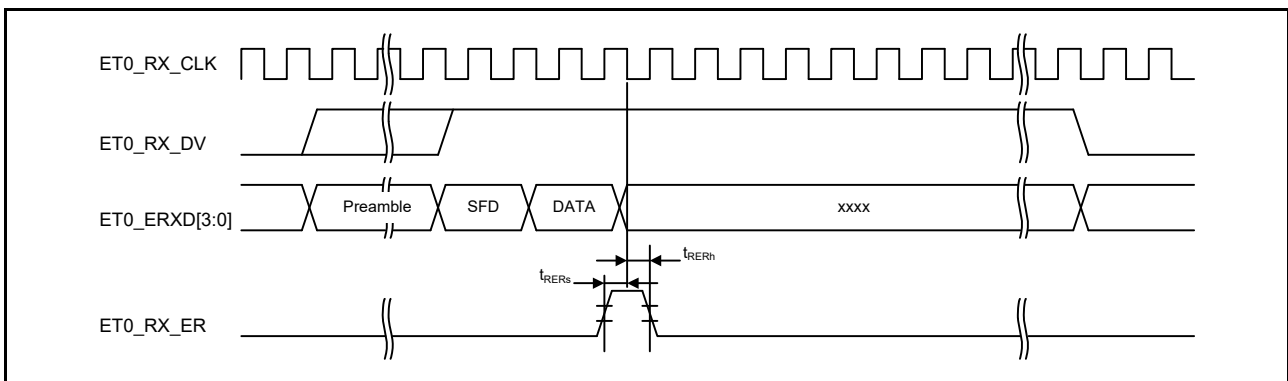 ET0_RX_CLK
ET0_RX_DV
ET0_ERXD[3:0]
Preamble
SFD
DATA
xxxx
tRERh
tRERs
ET0_RX_ER